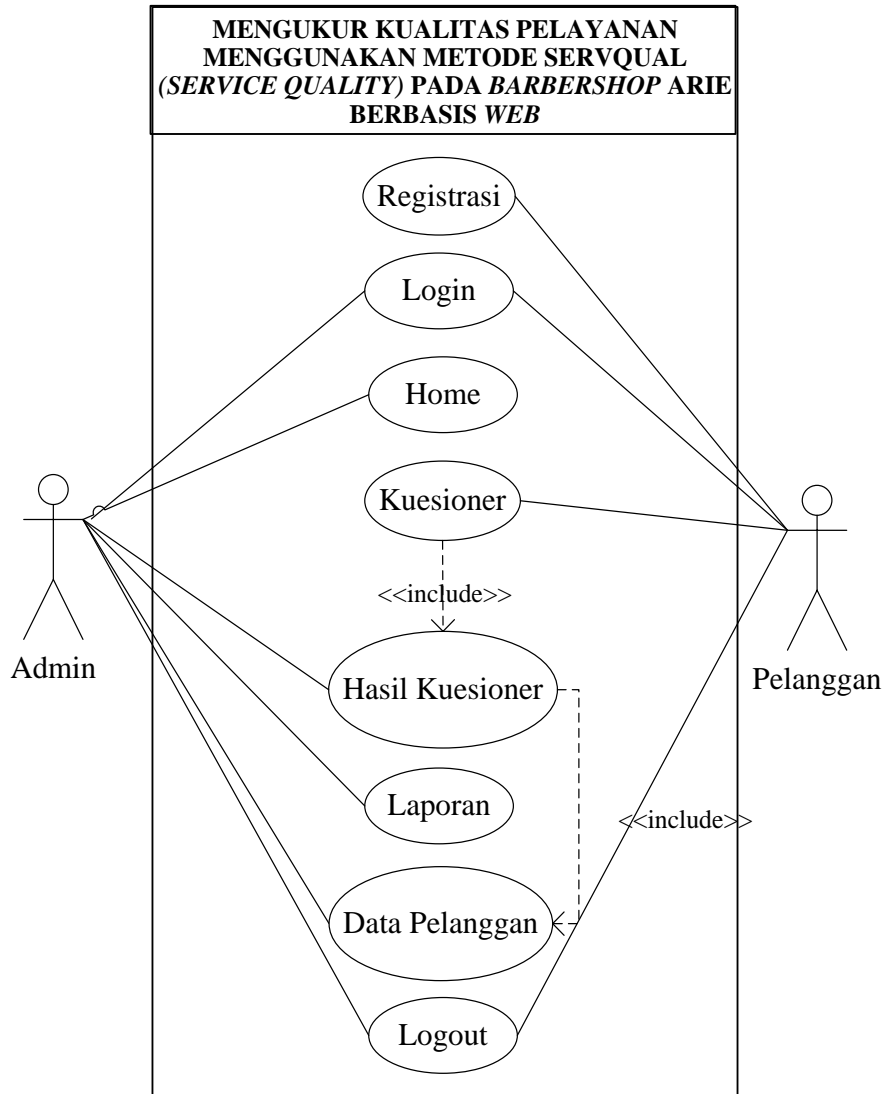 MENGUKUR KUALITAS PELAYANAN
MENGGUNAKAN METODE SERVQUAL
(SERVICE QUALITY) PADA BARBERSHOP ARIE
BERBASIS WEB
Registrasi
Login
Home
Kuesioner
<<include>>
Admin
Hasil Kuesioner
Pelanggan
Laporan
<<include>>
Data Pelanggan
Logout